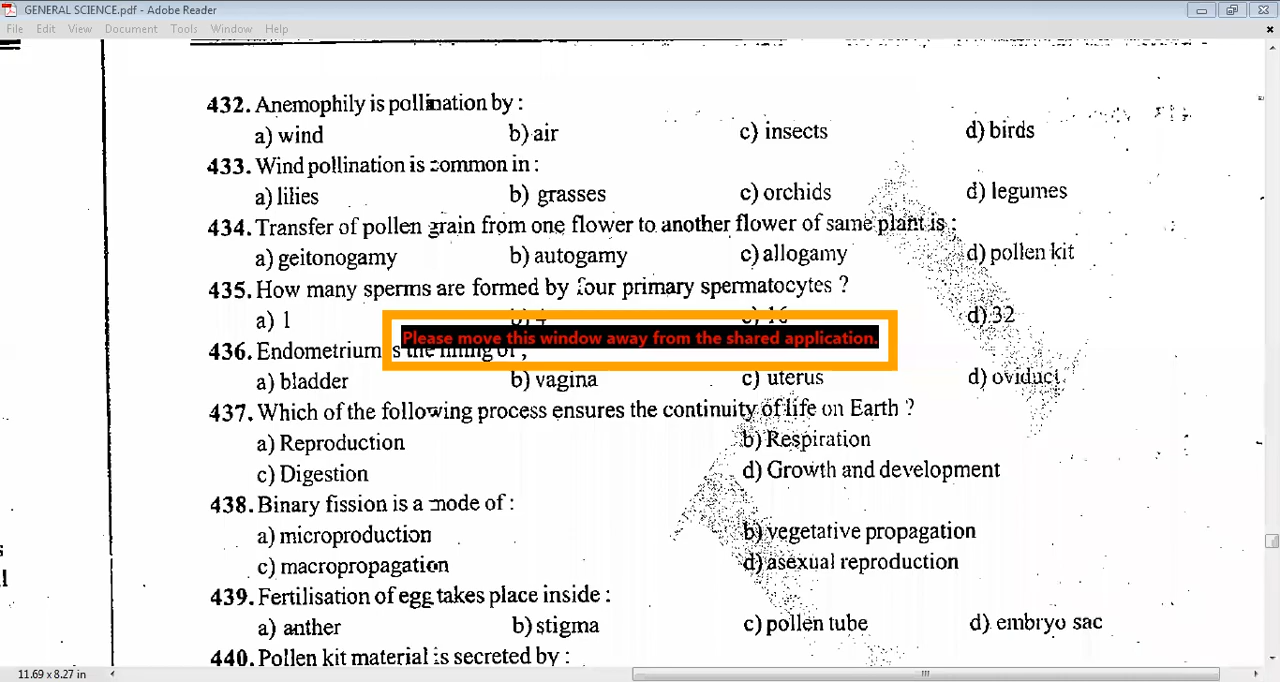 GENERAL SCIENCE.pdf - Adobe Reader
File Edit View Document Tools Window Help
432. Anemophily is pollination by :
a) wind b) air c) insects d) birds
433. Wind pollination is common in :
a) lilies b) grasses c) orchids d) legumes
434. Transfer of pollen grain from one flower to another flower of same plant is :
a) geitonogamy b) autogamy c) allogamy d) pollen kit
435. How many sperms are formed by four primary spermatocytes ?
a) 1 b) 4 c) 16 d) 32
Please move this window away from the shared application.
436. Endometrium is the lining of ;
a) bladder b) vagina c) uterus d) oviduct
437. Which of the following process ensures the continuity of life on Earth ?
a) Reproduction b) Respiration
c) Digestion d) Growth and development
438. Binary fission is a mode of :
a) microproduction b) vegetative propagation
c) macropropagation d) asexual reproduction
439. Fertilisation of egg takes place inside :
a) anther b) stigma c) pollen tube d) embryo sac
440. Pollen kit material is secreted by :
11.69 x 8.27 in